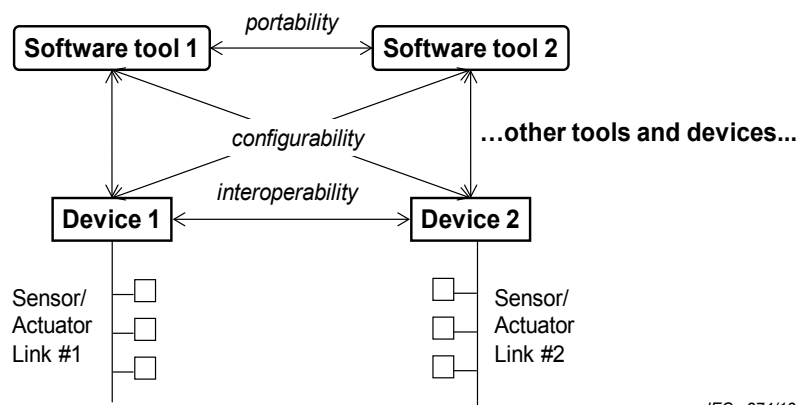 portability
Software tool 1
Software tool 2
configurability
…other tools and devices...
interoperability
Device 1
Device 2
Sensor/
Actuator
Link #1
Sensor/
Actuator
Link #2